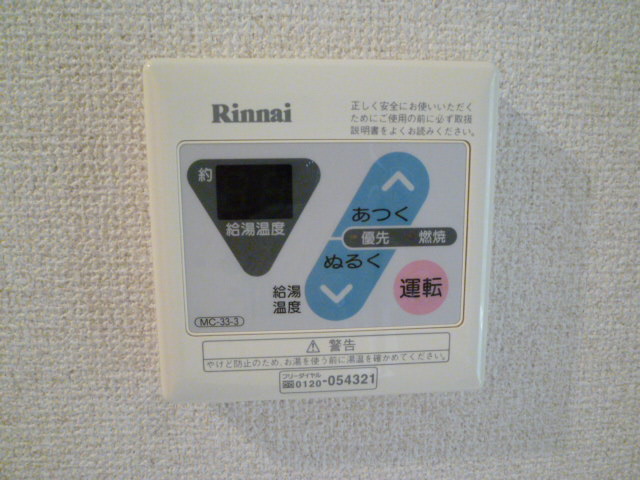 Rinnai
正しく安全にお使いいただく
ためにご使用の前に必ず取扱
説明書をよくお読みください。
約
給湯温度
あつく
優先 燃焼
ぬるく
給湯
温度
運転
MC-33-3
⚠ 警告
やけど防止のため、お湯を使う前に湯温を確かめてください。
フリーダイヤル
0120-054321